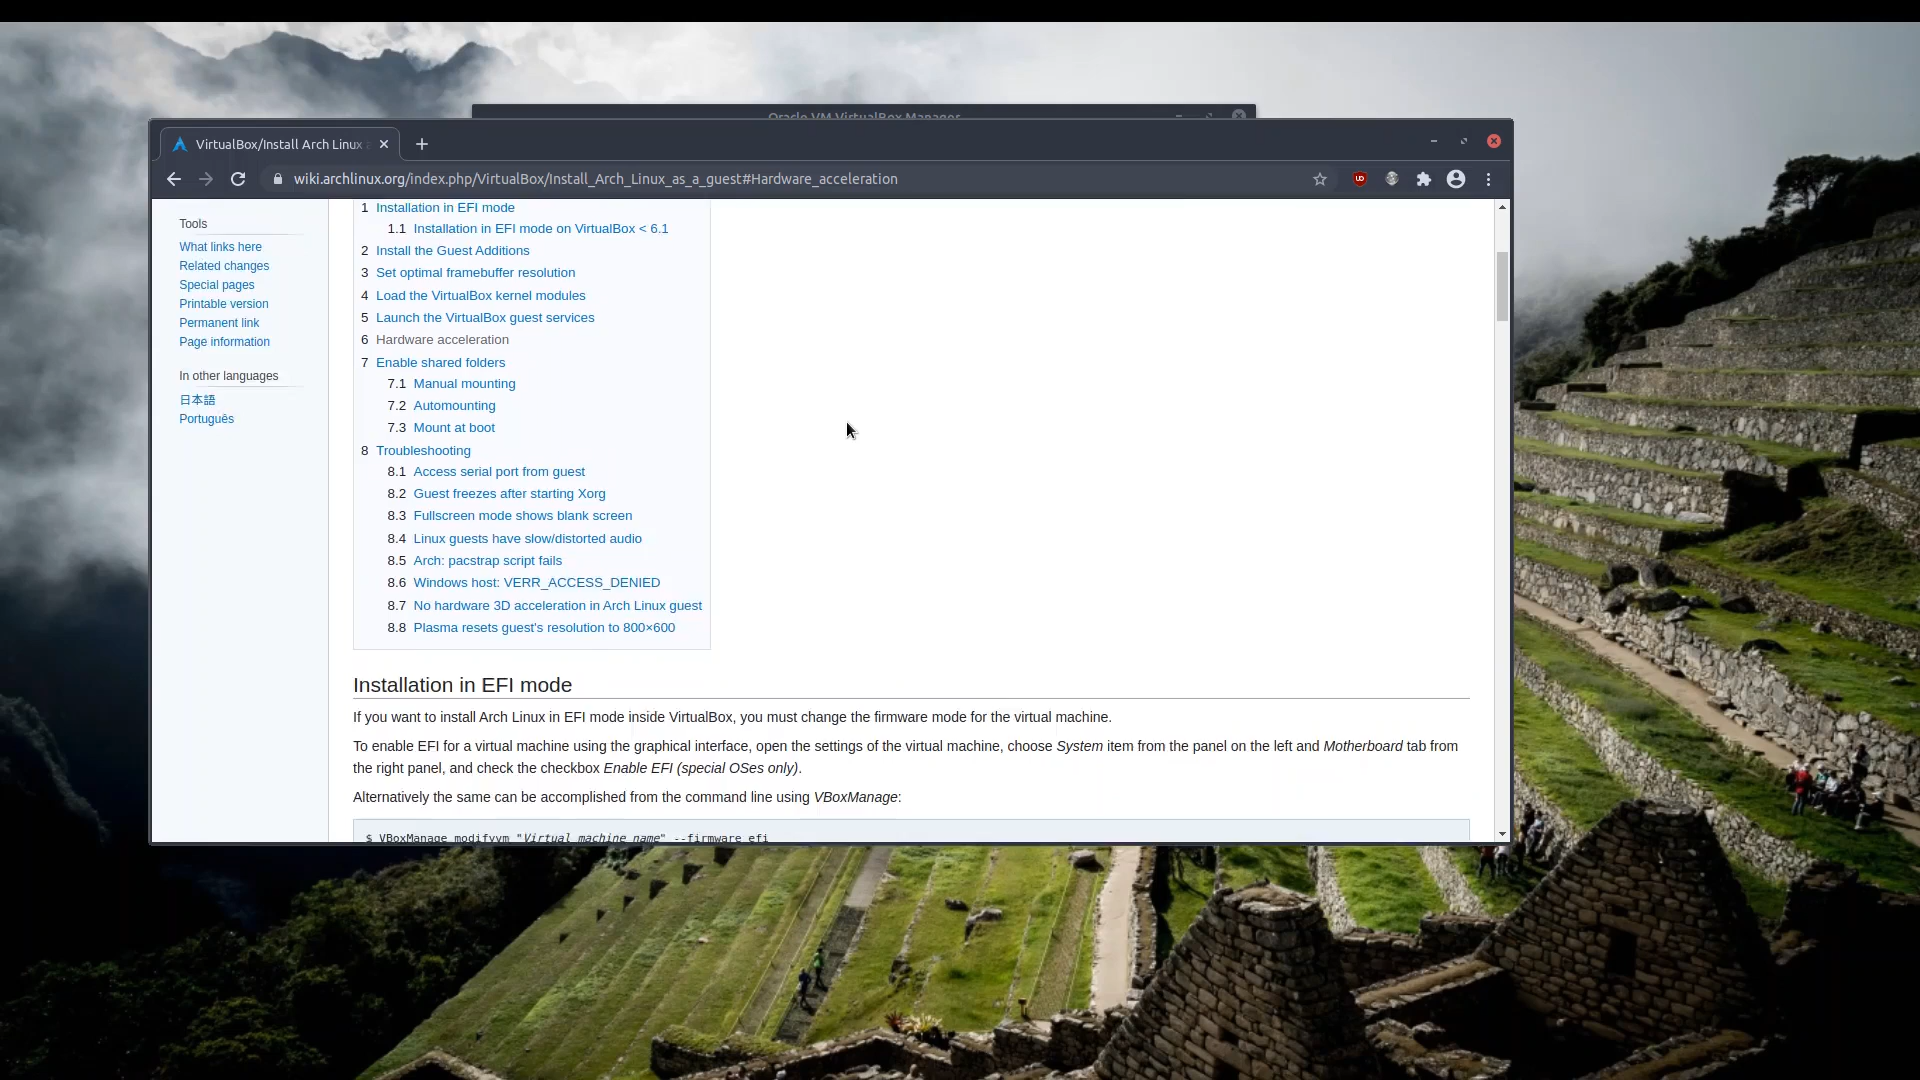 Oracle VM VirtualBox Manager
VirtualBox/Install Arch Linux a
wiki.archlinux.org/index.php/VirtualBox/Install_Arch_Linux_as_a_guest#Hardware_acceleration
Tools
What links here
Related changes
Special pages
Printable version
Permanent link
Page information
In other languages
日本語
Português
1 Installation in EFI mode
1.1 Installation in EFI mode on VirtualBox < 6.1
2 Install the Guest Additions
3 Set optimal framebuffer resolution
4 Load the VirtualBox kernel modules
5 Launch the VirtualBox guest services
6 Hardware acceleration
7 Enable shared folders
7.1 Manual mounting
7.2 Automounting
7.3 Mount at boot
8 Troubleshooting
8.1 Access serial port from guest
8.2 Guest freezes after starting Xorg
8.3 Fullscreen mode shows blank screen
8.4 Linux guests have slow/distorted audio
8.5 Arch: pacstrap script fails
8.6 Windows host: VERR_ACCESS_DENIED
8.7 No hardware 3D acceleration in Arch Linux guest
8.8 Plasma resets guest's resolution to 800×600
Installation in EFI mode
If you want to install Arch Linux in EFI mode inside VirtualBox, you must change the firmware mode for the virtual machine.
To enable EFI for a virtual machine using the graphical interface, open the settings of the virtual machine, choose System item from the panel on the left and Motherboard tab from
the right panel, and check the checkbox Enable EFI (special OSes only).
Alternatively the same can be accomplished from the command line using VBoxManage:
$ VBoxManage modifyvm "Virtual machine name" --firmware efi